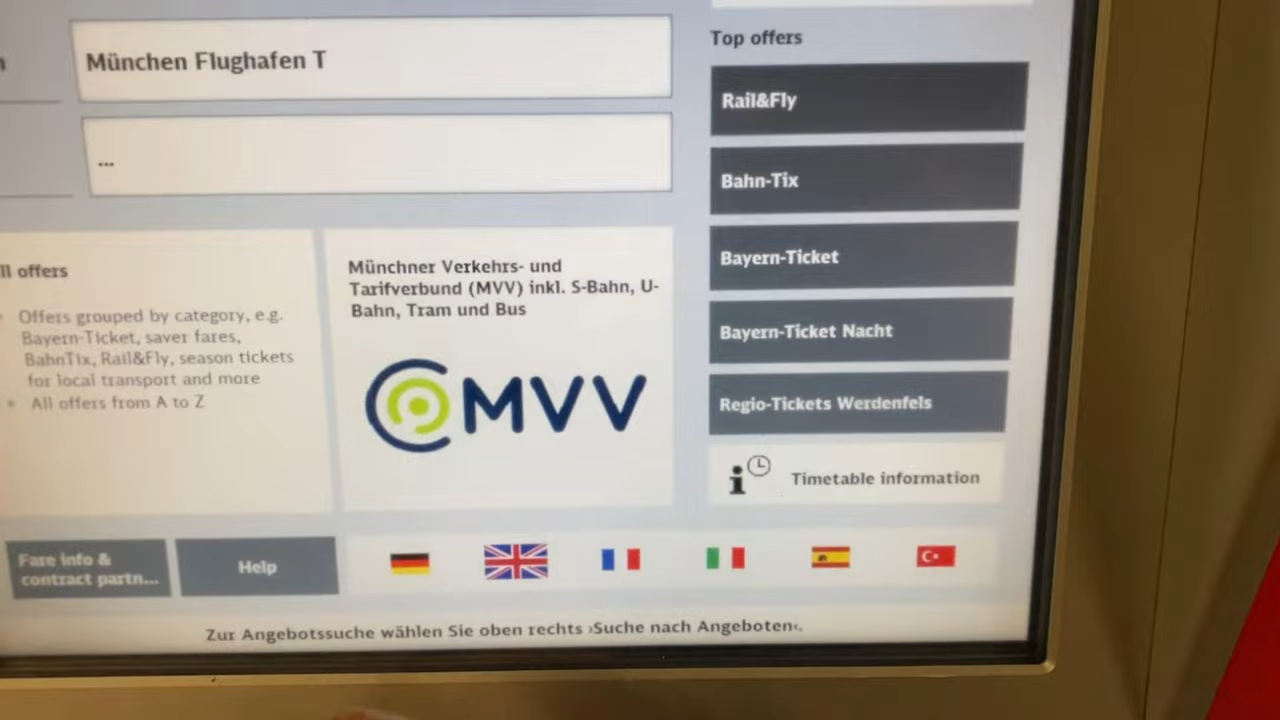 München Flughafen T
...
ll offers
Offers grouped by category, e.g.
Bayern-Ticket, saver fares,
BahnTix, Rail&Fly, season tickets
for local transport and more
All offers from A to Z
Münchner Verkehrs- und
Tarifverbund (MVV) inkl. S-Bahn, U-
Bahn, Tram und Bus
MVV
Top offers
Rail&Fly
Bahn-Tix
Bayern-Ticket
Bayern-Ticket Nacht
Regio-Tickets Werdenfels
Timetable information
Fare info &
contract partn...
Help
Zur Angebotssuche wählen Sie oben rechts ›Suche nach Angeboten‹.